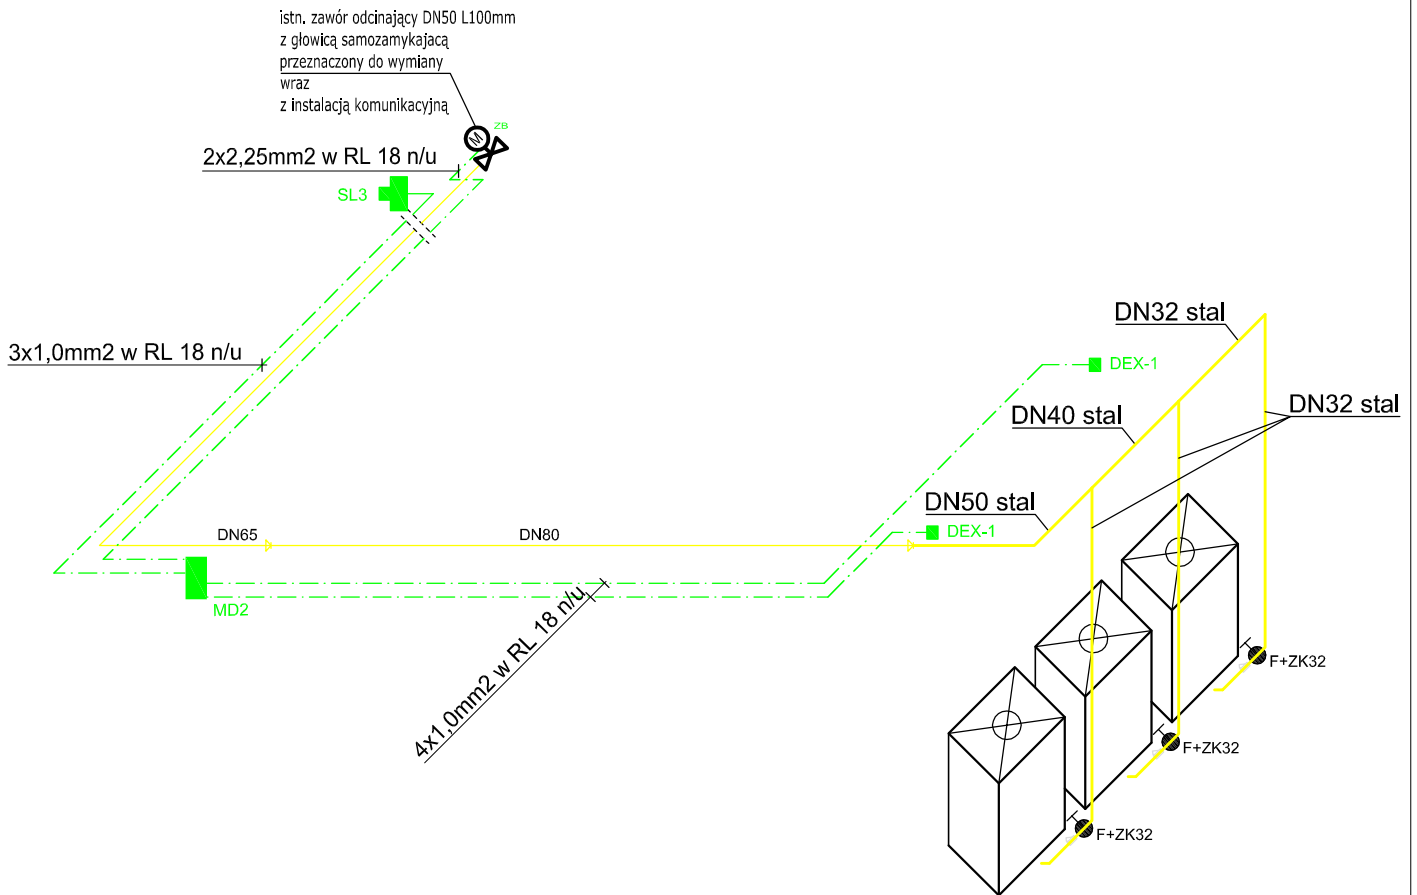 istn. zawór odcinający DN50 L100mm
z głowicą samozamykajacą
przeznaczony do wymiany
wraz
z instalacją komunikacyjną
M
ZB
2x2,25mm2 w RL 18 n/u
SL3
3x1,0mm2 w RL 18 n/u
DN32 stal
DEX-1
DN40 stal
DN32 stal
DN50 stal
DN65
DN80
DEX-1
MD2
4x1,0mm2 w RL 18 n/u
F+ZK32
F+ZK32
F+ZK32